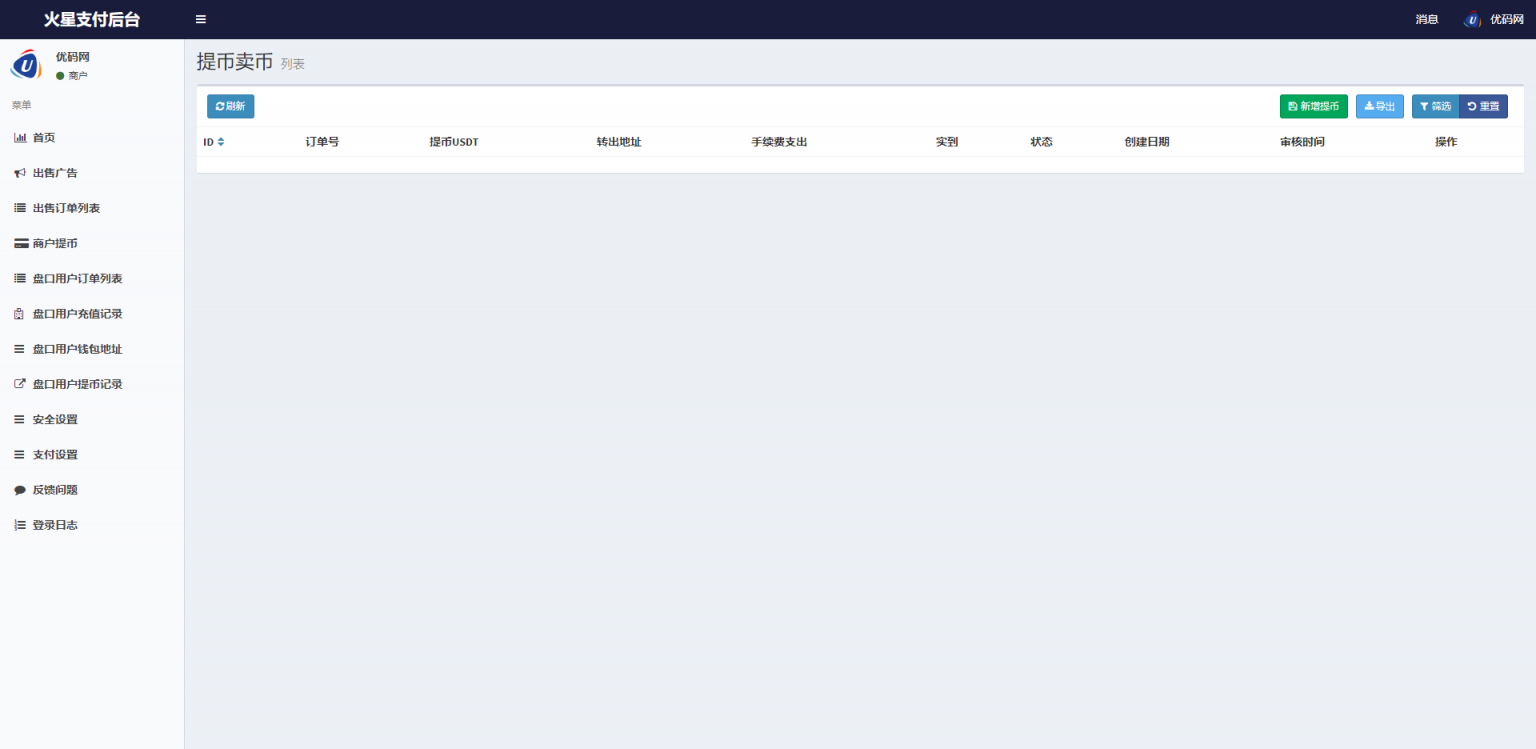 火星支付后台
消息
优码网
优码网
商户
菜单
首页
出售广告
出售订单列表
商户提币
盘口用户订单列表
盘口用户充值记录
盘口用户钱包地址
盘口用户提币记录
安全设置
支付设置
反馈问题
登录日志
提币卖币 列表
刷新
新增提币 导出 筛选 重置
ID 订单号 提币USDT 转出地址 手续费支出 实到 状态 创建日期 审核时间 操作